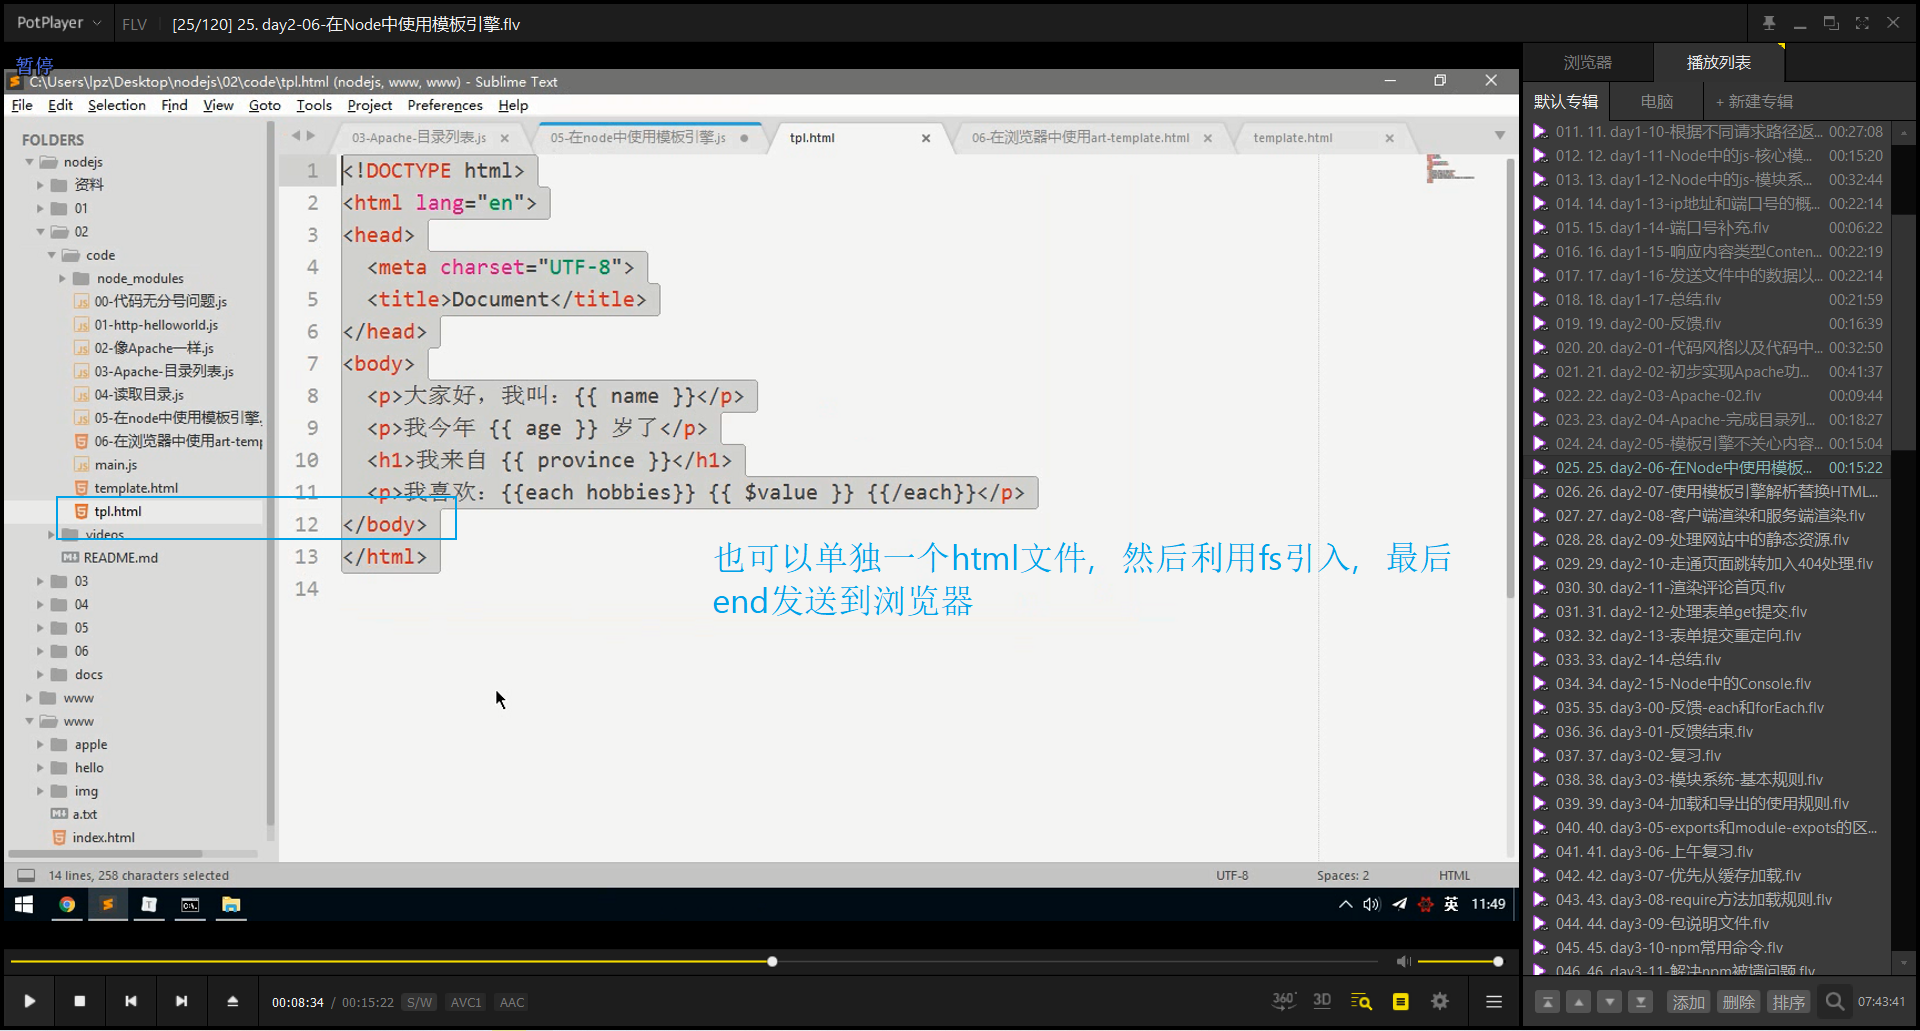 PotPlayer
FLV
[25/120] 25. day2-06-在Node中使用模板引擎.flv
暂停
C:\Users\lpz\Desktop\nodejs\02\code\tpl.html (nodejs, www, www) - Sublime Text
File Edit Selection Find View Goto Tools Project Preferences Help
FOLDERS
nodejs
资料
01
02
code
node_modules
00-代码无分号问题.js
01-http-helloworld.js
02-像Apache一样.js
03-Apache-目录列表.js
04-读取目录.js
05-在node中使用模板引擎.
06-在浏览器中使用art-temp
main.js
template.html
tpl.html
videos
README.md
03
04
05
06
docs
www
www
apple
hello
img
a.txt
index.html
03-Apache-目录列表.js
05-在node中使用模板引擎.js
tpl.html
06-在浏览器中使用art-template.html
template.html
1 <!DOCTYPE html>
2 <html lang="en">
3 <head>
4 <meta charset="UTF-8">
5 <title>Document</title>
6 </head>
7 <body>
8 <p>大家好，我叫：{{ name }}</p>
9 <p>我今年 {{ age }} 岁了</p>
10 <h1>我来自 {{ province }}</h1>
11 <p>我喜欢：{{each hobbies}} {{ $value }} {{/each}}</p>
12 </body>
13 </html>
14
也可以单独一个html文件，然后利用fs引入，最后
end发送到浏览器
14 lines, 258 characters selected
UTF-8
Spaces: 2
HTML
英
11:49
00:08:34 / 00:15:22 S/W AVC1 AAC
360°
3D
浏览器
播放列表
默认专辑
电脑
+ 新建专辑
011. 11. day1-10-根据不同请求路径返... 00:27:08
012. 12. day1-11-Node中的js-核心模... 00:15:20
013. 13. day1-12-Node中的js-模块系... 00:32:44
014. 14. day1-13-ip地址和端口号的概... 00:22:14
015. 15. day1-14-端口号补充.flv 00:06:22
016. 16. day1-15-响应内容类型Conten... 00:22:19
017. 17. day1-16-发送文件中的数据以... 00:22:14
018. 18. day1-17-总结.flv 00:21:59
019. 19. day2-00-反馈.flv 00:16:39
020. 20. day2-01-代码风格以及代码中... 00:32:50
021. 21. day2-02-初步实现Apache功... 00:41:37
022. 22. day2-03-Apache-02.flv 00:09:44
023. 23. day2-04-Apache-完成目录列... 00:18:27
024. 24. day2-05-模板引擎不关心内容... 00:15:04
025. 25. day2-06-在Node中使用模板... 00:15:22
026. 26. day2-07-使用模板引擎解析替换HTML...
027. 27. day2-08-客户端渲染和服务端渲染.flv
028. 28. day2-09-处理网站中的静态资源.flv
029. 29. day2-10-走通页面跳转加入404处理.flv
030. 30. day2-11-渲染评论首页.flv
031. 31. day2-12-处理表单get提交.flv
032. 32. day2-13-表单提交重定向.flv
033. 33. day2-14-总结.flv
034. 34. day2-15-Node中的Console.flv
035. 35. day3-00-反馈-each和forEach.flv
036. 36. day3-01-反馈结束.flv
037. 37. day3-02-复习.flv
038. 38. day3-03-模块系统-基本规则.flv
039. 39. day3-04-加载和导出的使用规则.flv
040. 40. day3-05-exports和module-expots的区...
041. 41. day3-06-上午复习.flv
042. 42. day3-07-优先从缓存加载.flv
043. 43. day3-08-require方法加载规则.flv
044. 44. day3-09-包说明文件.flv
045. 45. day3-10-npm常用命令.flv
046. 46. day3-11-解决npm被墙问题.flv
添加 删除 排序 07:43:41